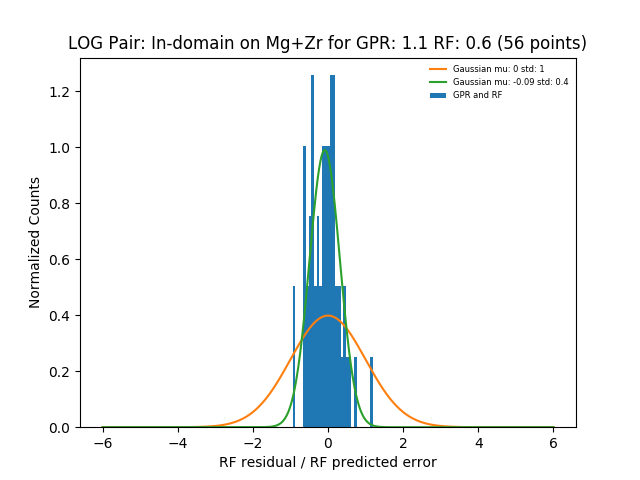 LOG Pair: In-domain on Mg+Zr for GPR: 1.1 RF: 0.6 (56 points)
Gaussian mu: 0 std: 1
Gaussian mu: -0.09 std: 0.4
GPR and RF
Normalized Counts
1.2
1.0
0.8
0.6
0.4
0.2
0.0
−6
−4
−2
0
2
4
6
RF residual / RF predicted error